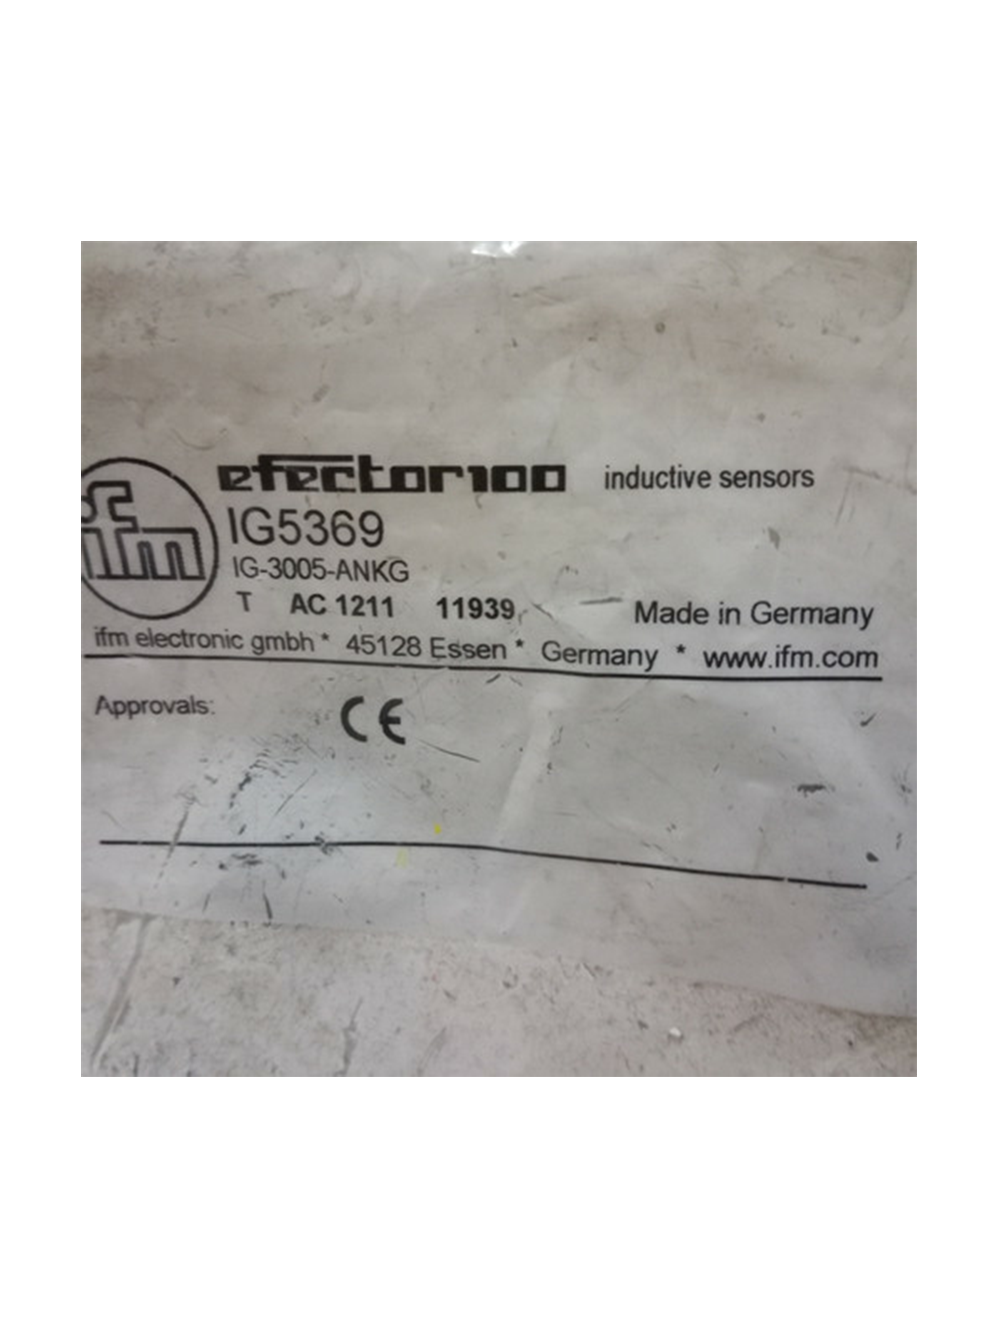 efector100 inductive sensors
ifm
IG5369
IG-3005-ANKG
T AC 1211 11939 Made in Germany
ifm electronic gmbh * 45128 Essen * Germany * www.ifm.com
Approvals: CE